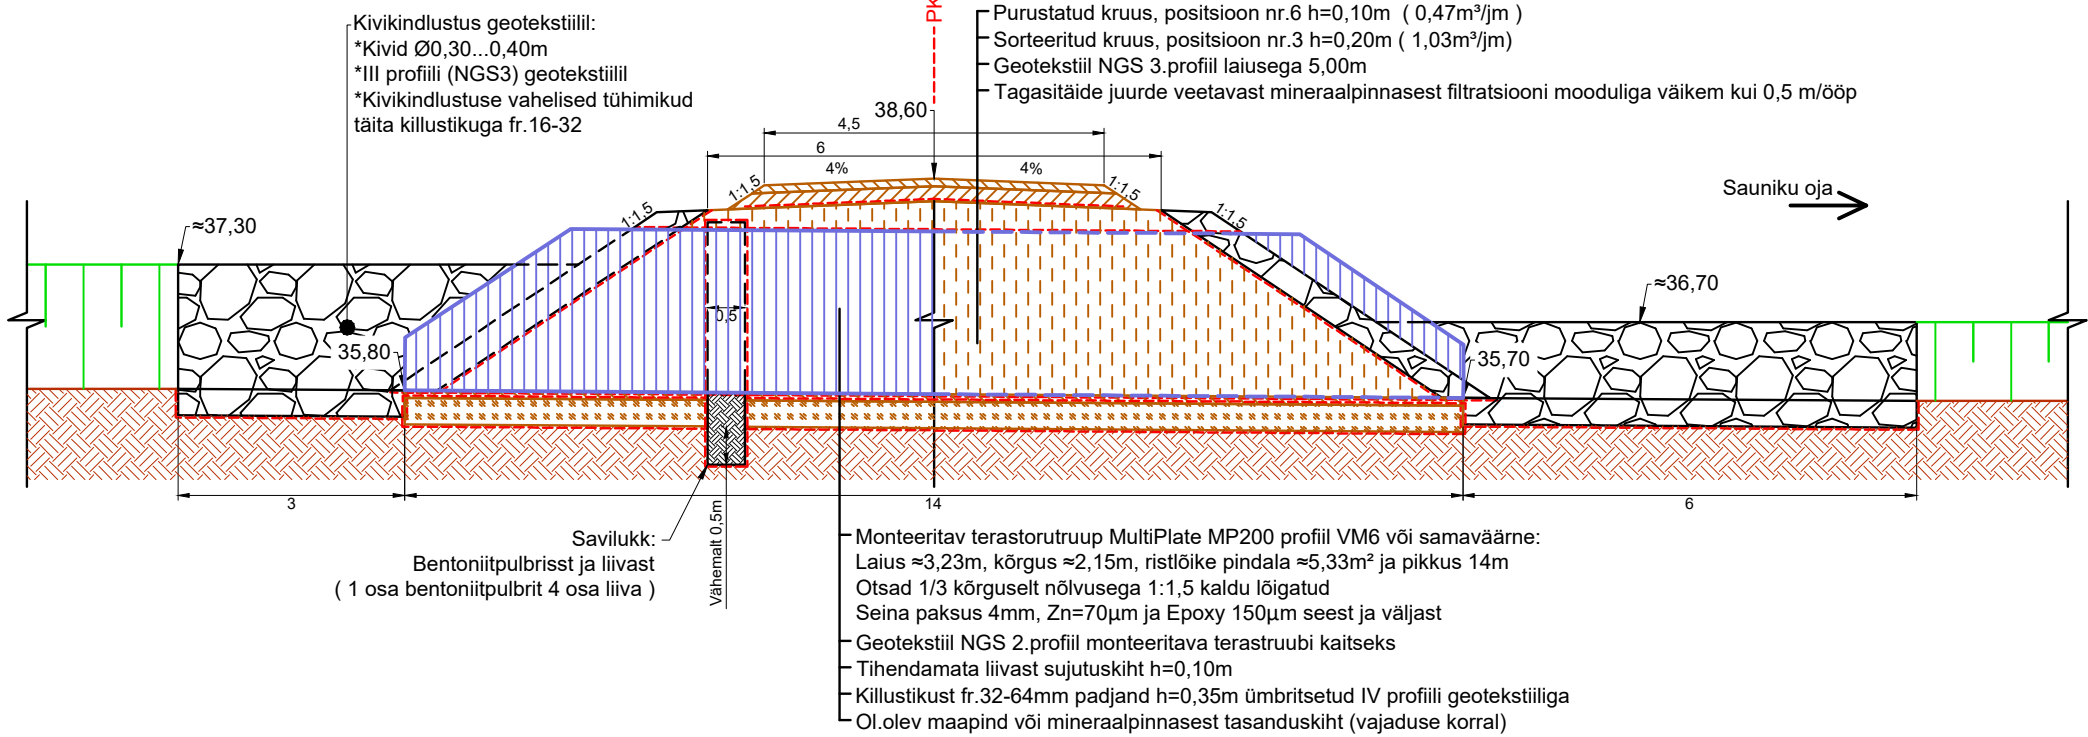 Kivikindlustus geotekstiilil:
*Kivid Ø0,30...0,40m
*III profiili (NGS3) geotekstiilil
*Kivikindlustuse vahelised tühimikud
täita killustikuga fr.16-32
PK
Purustatud kruus, positsioon nr.6 h=0,10m ( 0,47m³/jm )
Sorteeritud kruus, positsioon nr.3 h=0,20m ( 1,03m³/jm)
Geotekstiil NGS 3.profiil laiusega 5,00m
Tagasitäide juurde veetavast mineraalpinnasest filtratsiooni mooduliga väikem kui 0,5 m/ööp
38,60
4,5
6
4%
4%
1:1,5
1:1,5
1:1,5
1:1,5
Sauniku oja
≈37,30
≈36,70
0,5
35,80
35,70
3
14
6
Savilukk:
Bentoniitpulbrisst ja liivast
( 1 osa bentoniitpulbrit 4 osa liiva )
Vähemalt 0,5m
Monteeritav terastorutruup MultiPlate MP200 profiil VM6 või samaväärne:
Laius ≈3,23m, kõrgus ≈2,15m, ristlõike pindala ≈5,33m² ja pikkus 14m
Otsad 1/3 kõrguselt nõlvusega 1:1,5 kaldu lõigatud
Seina paksus 4mm, Zn=70µm ja Epoxy 150µm seest ja väljast
Geotekstiil NGS 2.profiil monteeritava terastruubi kaitseks
Tihendamata liivast sujutuskiht h=0,10m
Killustikust fr.32-64mm padjand h=0,35m ümbritsetud IV profiili geotekstiiliga
Ol.olev maapind või mineraalpinnasest tasanduskiht (vajaduse korral)